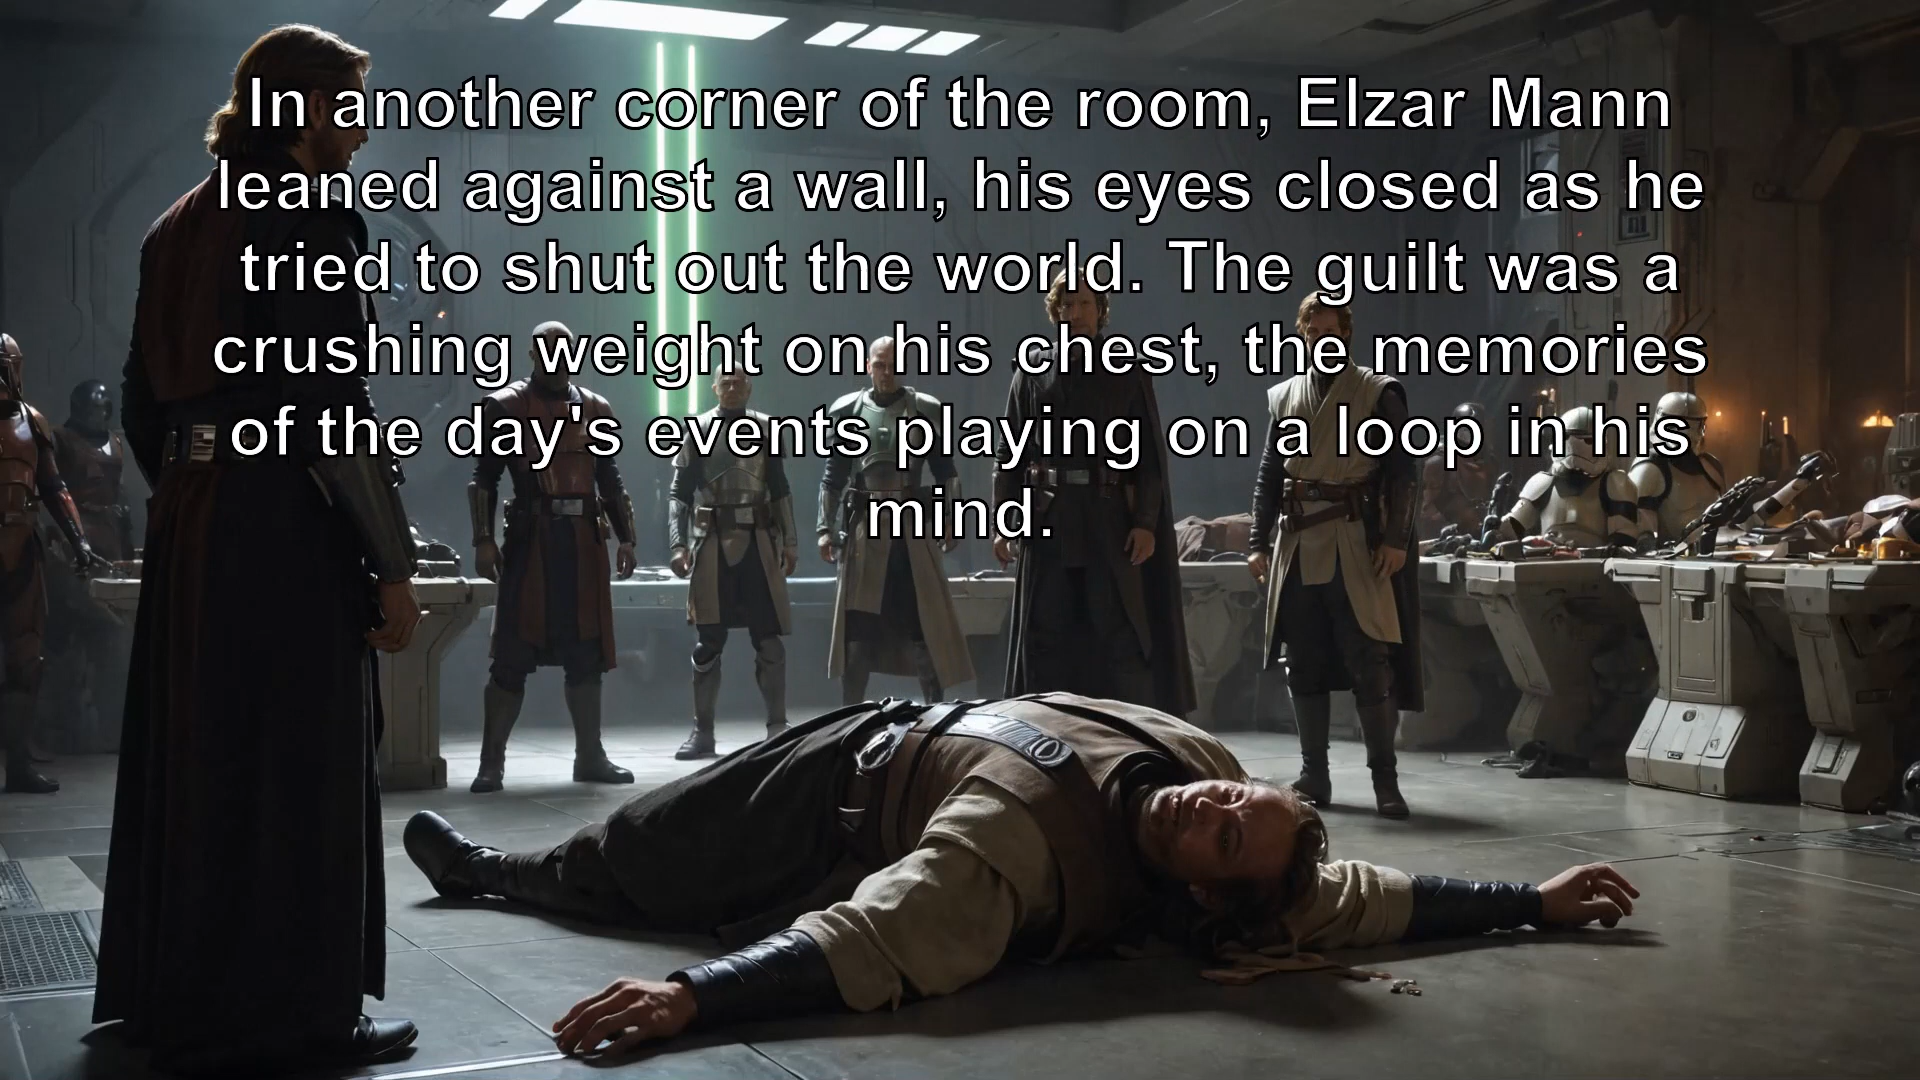 In another corner of the room, Elzar Mann
leaned against a wall, his eyes closed as he
tried to shut out the world. The guilt was a
crushing weight on his chest, the memories
of the day's events playing on a loop in his
mind.